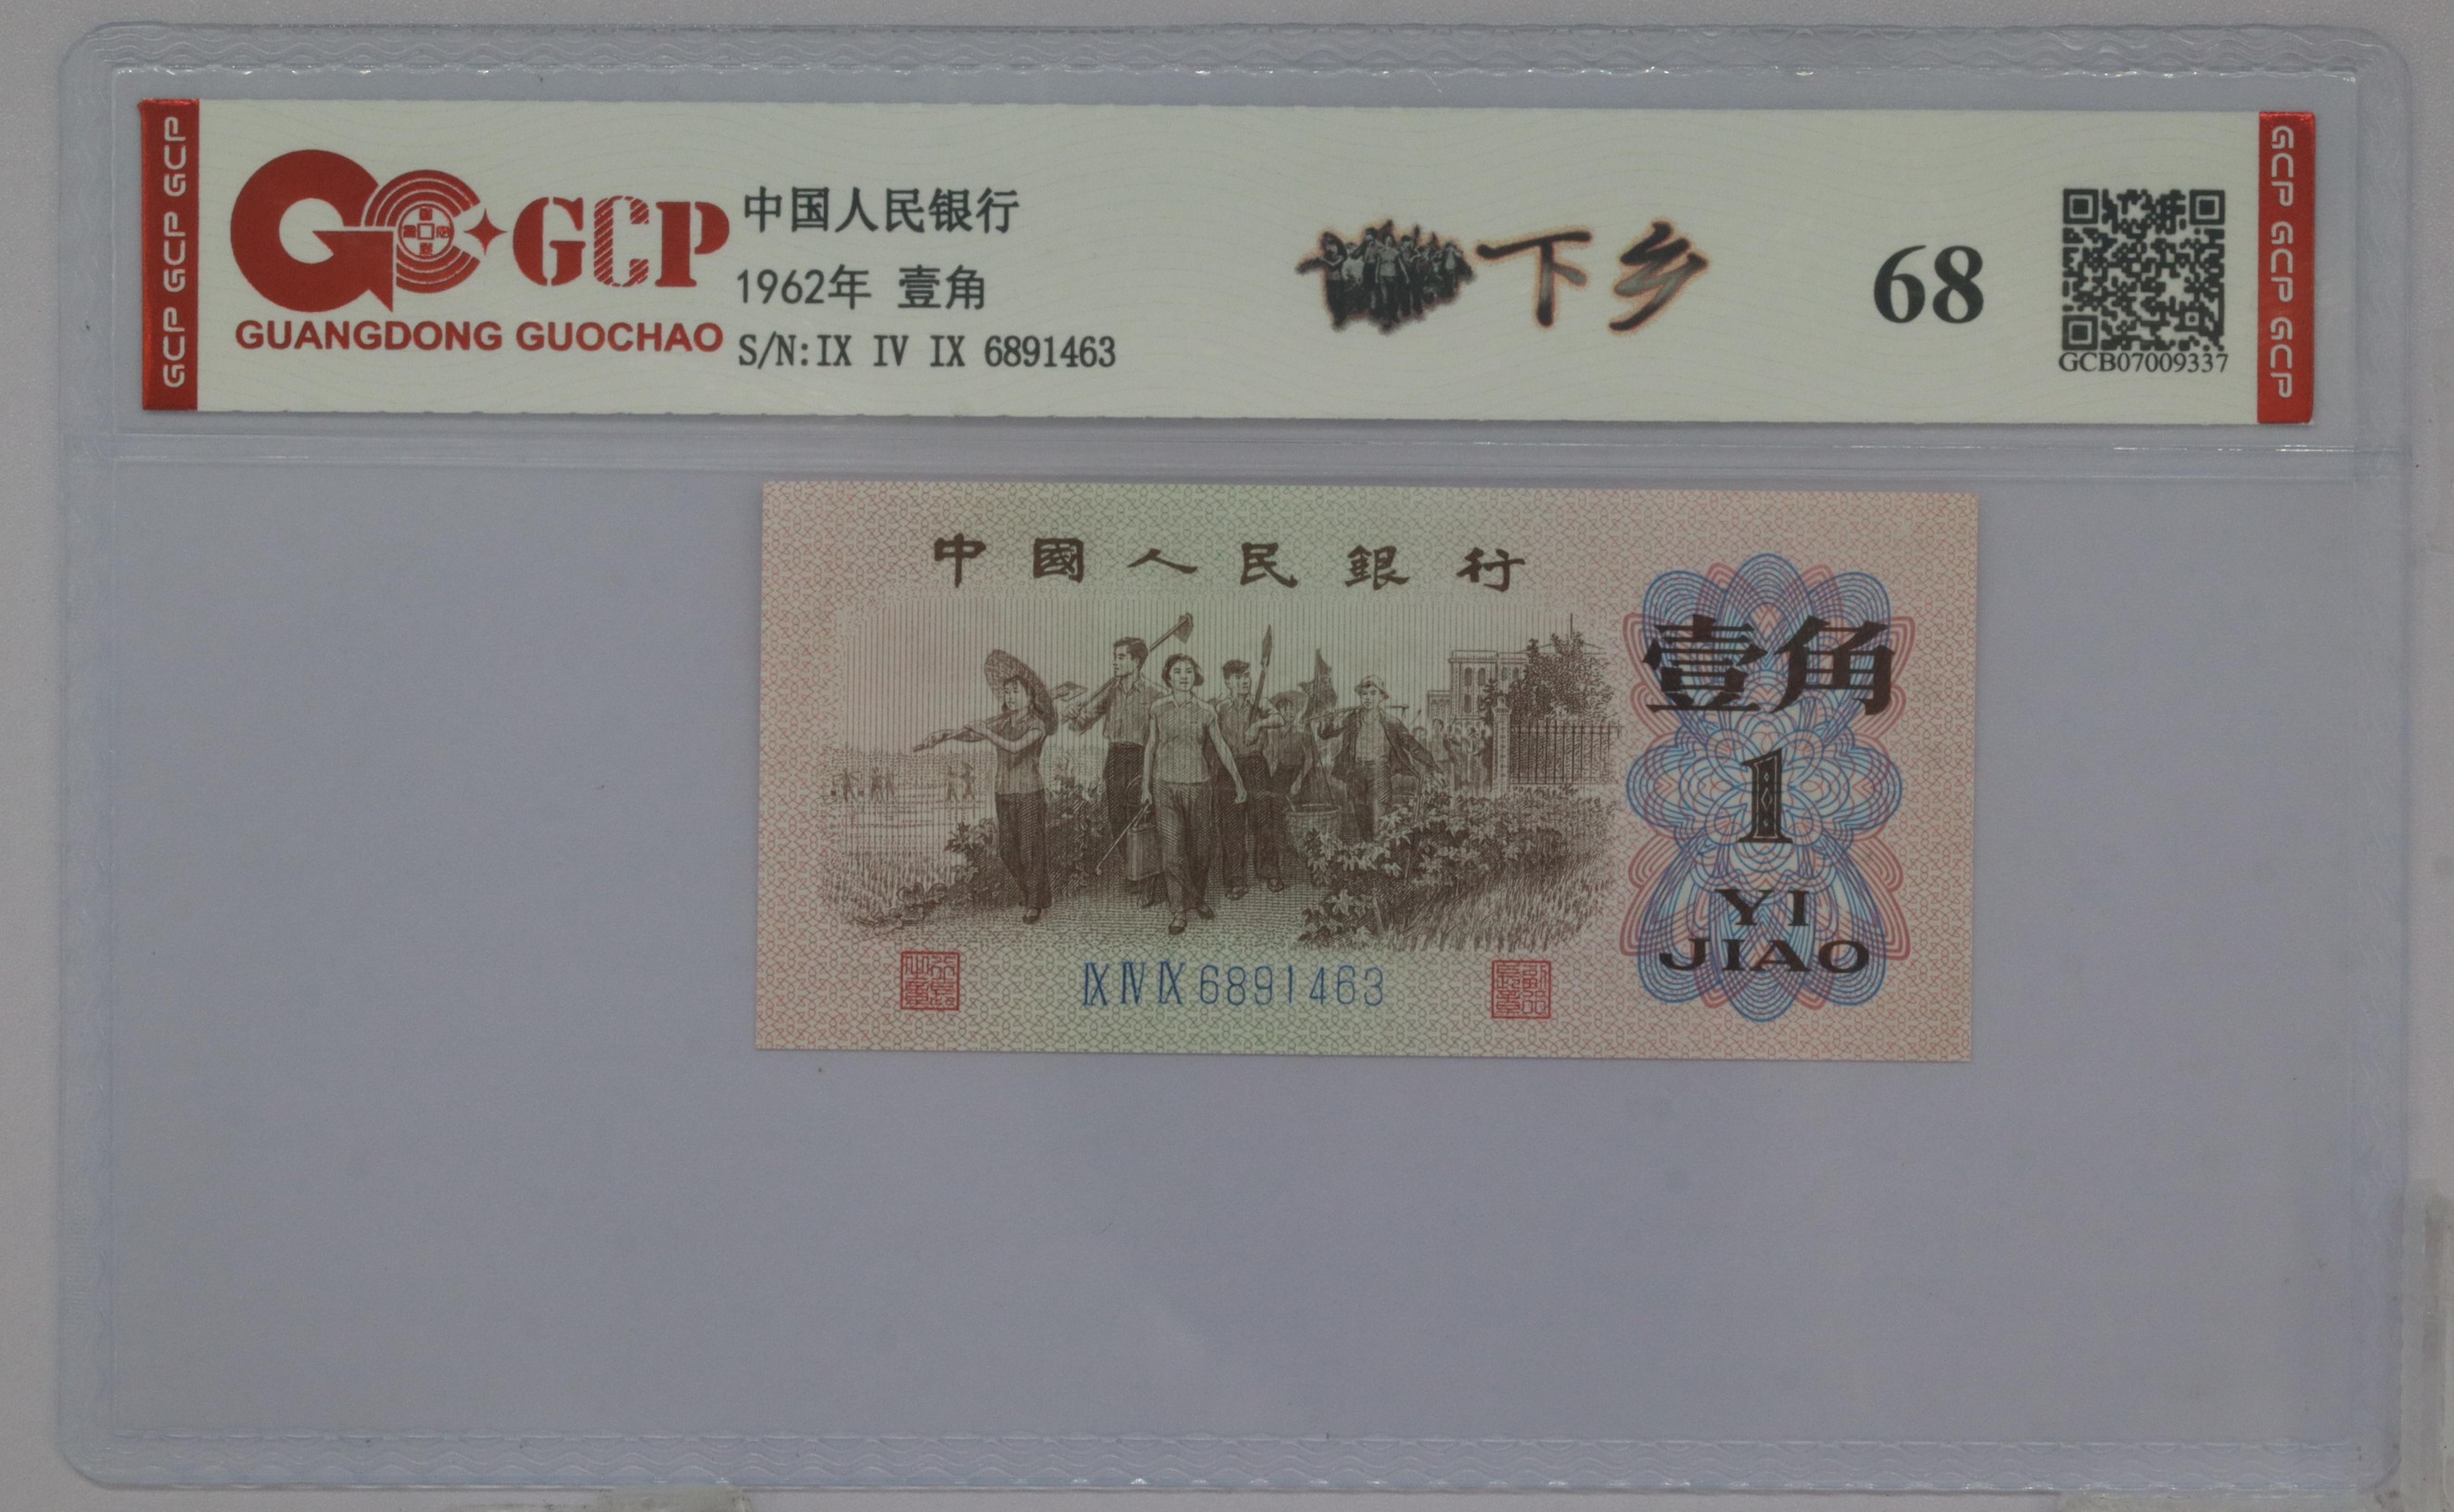 GCP GCP GCP
GCP
GUANGDONG GUOCHAO
中国人民银行
1962年 壹角
S/N:IX IV IX 6891463
下乡
68
GCB07009337
GCP GCP GCP
中國人民銀行
壹角
1
YI
JIAO
IX IV IX 6891463